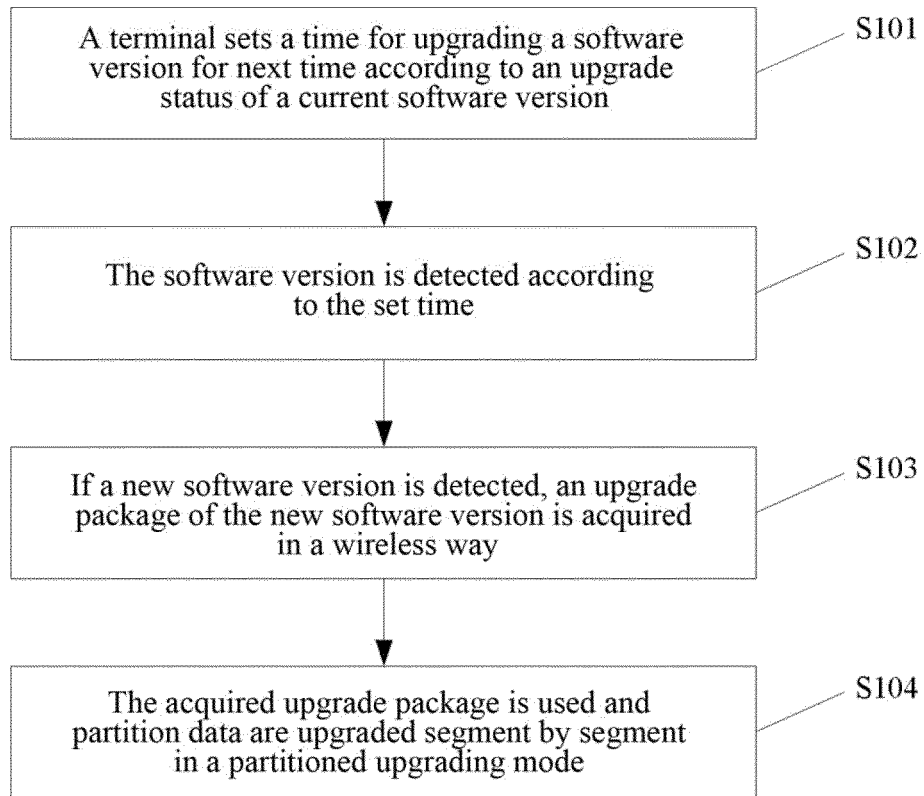 A terminal sets a time for upgrading a software
version for next time according to an upgrade
status of a current software version
S101
The software version is detected according
to the set time
S102
If a new software version is detected, an upgrade
package of the new software version is acquired
in a wireless way
S103
The acquired upgrade package is used and
partition data are upgraded segment by segment
in a partitioned upgrading mode
S104